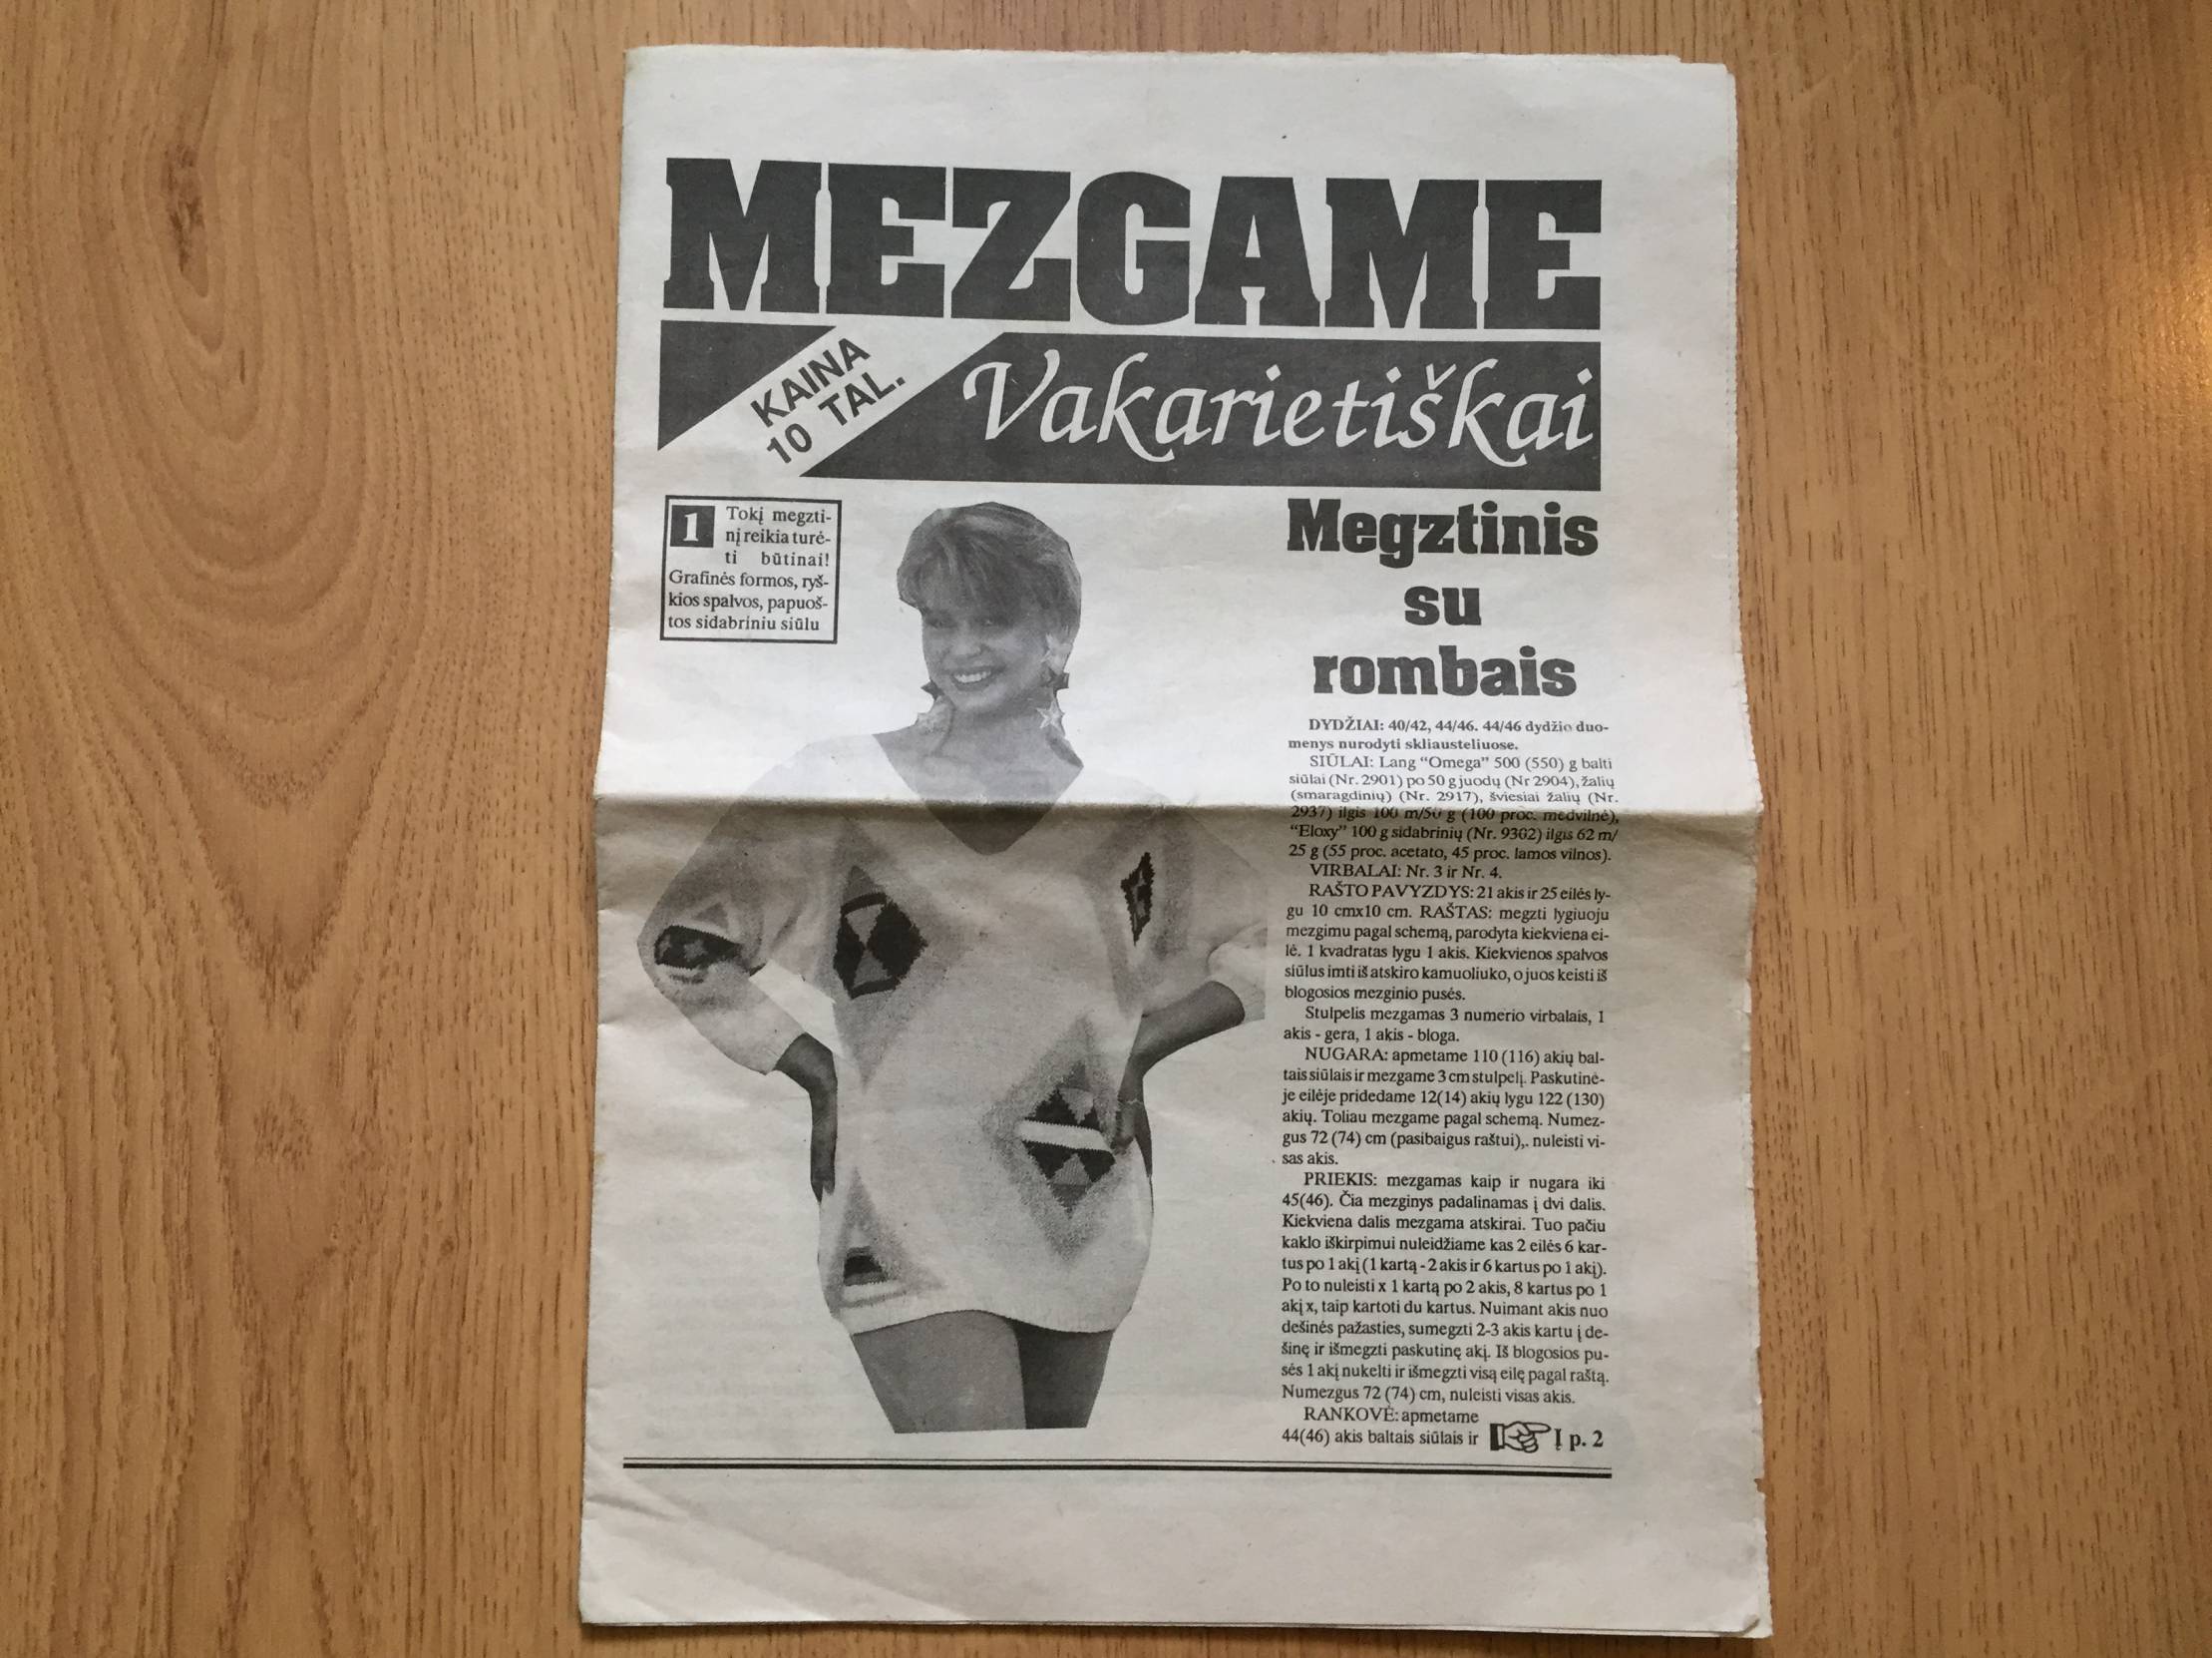 MEZGAME
KAINA
10 TAL.
Vakarietiškai
1 Tokį megzti-
nį reikia turė-
ti būtinai!
Grafinės formos, ryš-
kios spalvos, papuoš-
tos sidabriniu siūlu
Megztinis
su
rombais
DYDŽIAI: 40/42, 44/46. 44/46 dydžio duo-
menys nurodyti skliausteliuose.
SIŪLAI: Lang “Omega” 500 (550) g balti
siūlai (Nr. 2901) po 50 g juodų (Nr 2904), žalių
(smaragdinių) (Nr. 2917), šviesiai žalių (Nr.
2937) ilgis 100 m/50 g (100 proc. medvilnė),
“Eloxy” 100 g sidabrinių (Nr. 9302) ilgis 62 m/
25 g (55 proc. acetato, 45 proc. lamos vilnos).
VIRBALAI: Nr. 3 ir Nr. 4.
RAŠTO PAVYZDYS: 21 akis ir 25 eilės ly-
gu 10 cmx10 cm. RAŠTAS: megzti lygiuoju
mezgimu pagal schemą, parodyta kiekviena ei-
lė. 1 kvadratas lygu 1 akis. Kiekvienos spalvos
siūlus imti iš atskiro kamuoliuko, o juos keisti iš
blogosios mezginio pusės.
Stulpelis mezgamas 3 numerio virbalais, 1
akis - gera, 1 akis - bloga.
NUGARA: apmetame 110 (116) akių bal-
tais siūlais ir mezgame 3 cm stulpelį. Paskutinė-
je eilėje pridedame 12(14) akių lygu 122 (130)
akių. Toliau mezgame pagal schemą. Numez-
gus 72 (74) cm (pasibaigus raštui),. nuleisti vi-
sas akis.
PRIEKIS: mezgamas kaip ir nugara iki
45(46). Čia mezginys padalinamas į dvi dalis.
Kiekviena dalis mezgama atskirai. Tuo pačiu
kaklo iškirpimui nuleidžiame kas 2 eilės 6 kar-
tus po 1 akį (1 kartą - 2 akis ir 6 kartus po 1 akį).
Po to nuleisti x 1 kartą po 2 akis, 8 kartus po 1
akį x, taip kartoti du kartus. Nuimant akis nuo
dešinės pažasties, sumegzti 2-3 akis kartu į de-
šinę ir išmegzti paskutinę akį. Iš blogosios pu-
sės 1 akį nukelti ir išmegzti visą eilę pagal raštą.
Numezgus 72 (74) cm, nuleisti visas akis.
RANKOVĖ: apmetame
44(46) akis baltais siūlais ir
Į p. 2